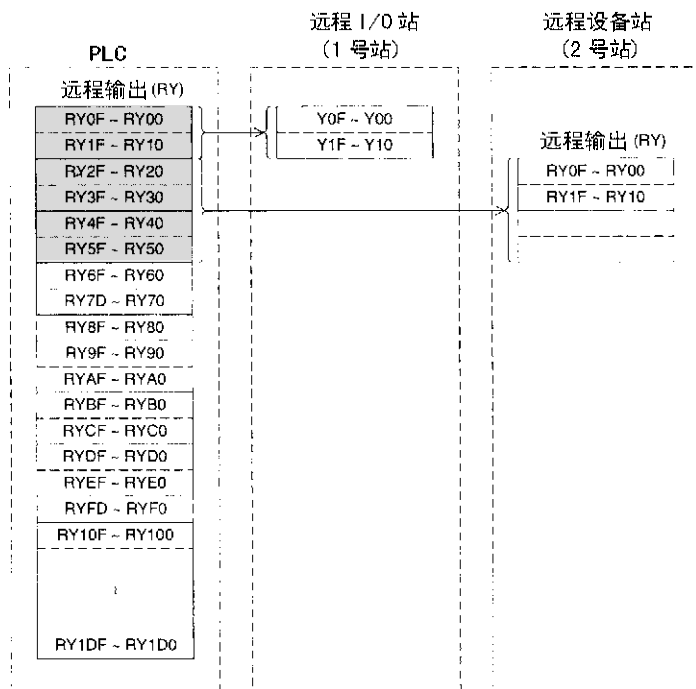 PLC
远程输出(RY)
RY0F ~ RY00
RY1F ~ RY10
RY2F ~ RY20
RY3F ~ RY30
RY4F ~ RY40
RY5F ~ RY50
RY6F ~ RY60
RY7D ~ RY70
RY8F ~ RY80
RY9F ~ RY90
RYAF ~ RYA0
RYBF ~ RYB0
RYCF ~ RYC0
RYDF ~ RYD0
RYEF ~ RYE0
RYFD ~ RYF0
RY10F ~ RY100
~
RY1DF ~ RY1D0
远程 I/O 站
(1 号站)
Y0F ~ Y00
Y1F ~ Y10
远程设备站
(2 号站)
远程输出 (RY)
RY0F ~ RY00
RY1F ~ RY10